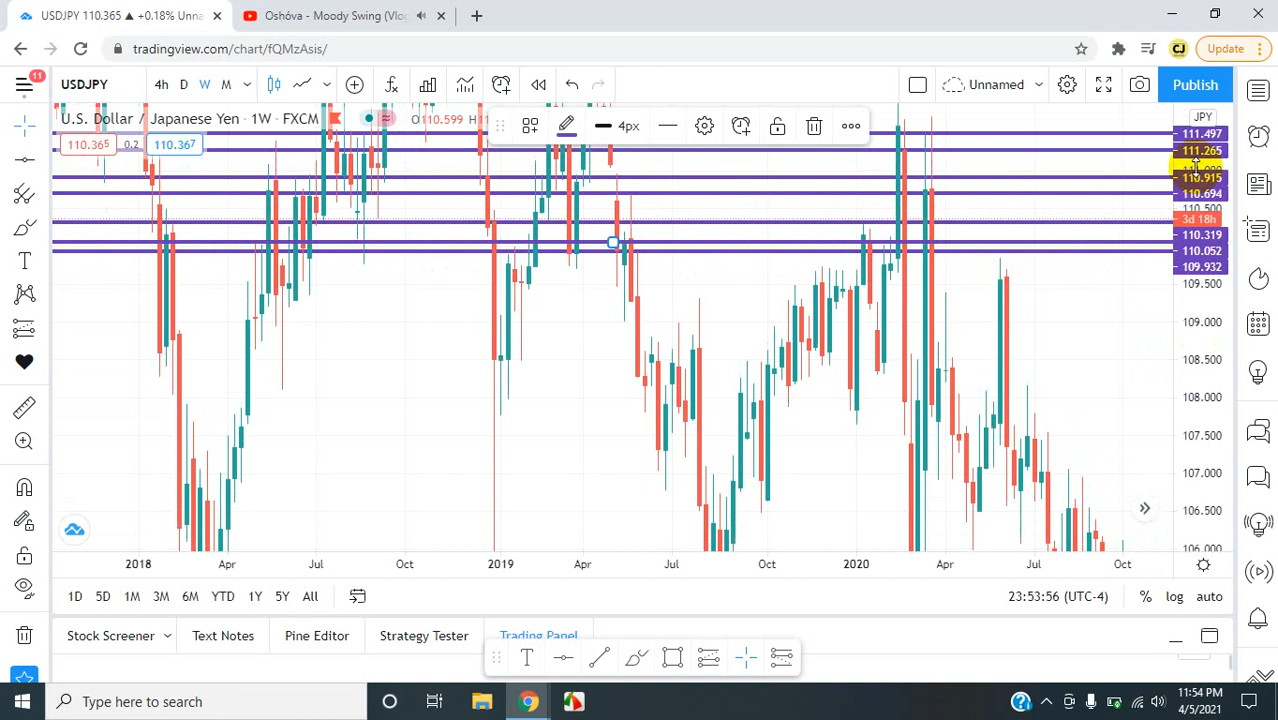 USDJPY 110.365 ▲ +0.18% Unna
Oshóva - Moody Swing (Vlog
tradingview.com/chart/fQMzAsis/
CJ
Update
11
USDJPY
4h D W M
Unnamed
Publish
U.S. Dollar / Japanese Yen · 1W · FXCM
O110.599 H11
4px
JPY
110.365
0.2
110.367
111.497
111.265
110.915
110.694
110.500
3d 18h
110.319
110.052
109.932
109.500
109.000
108.500
108.000
107.500
107.000
106.500
106.000
2018 Apr Jul Oct 2019 Apr Jul Oct 2020 Apr Jul Oct
1D 5D 1M 3M 6M YTD 1Y 5Y All
23:53:56 (UTC-4)
% log auto
Stock Screener Text Notes Pine Editor Strategy Tester Trading Panel
Type here to search
11:54 PM
4/5/2021